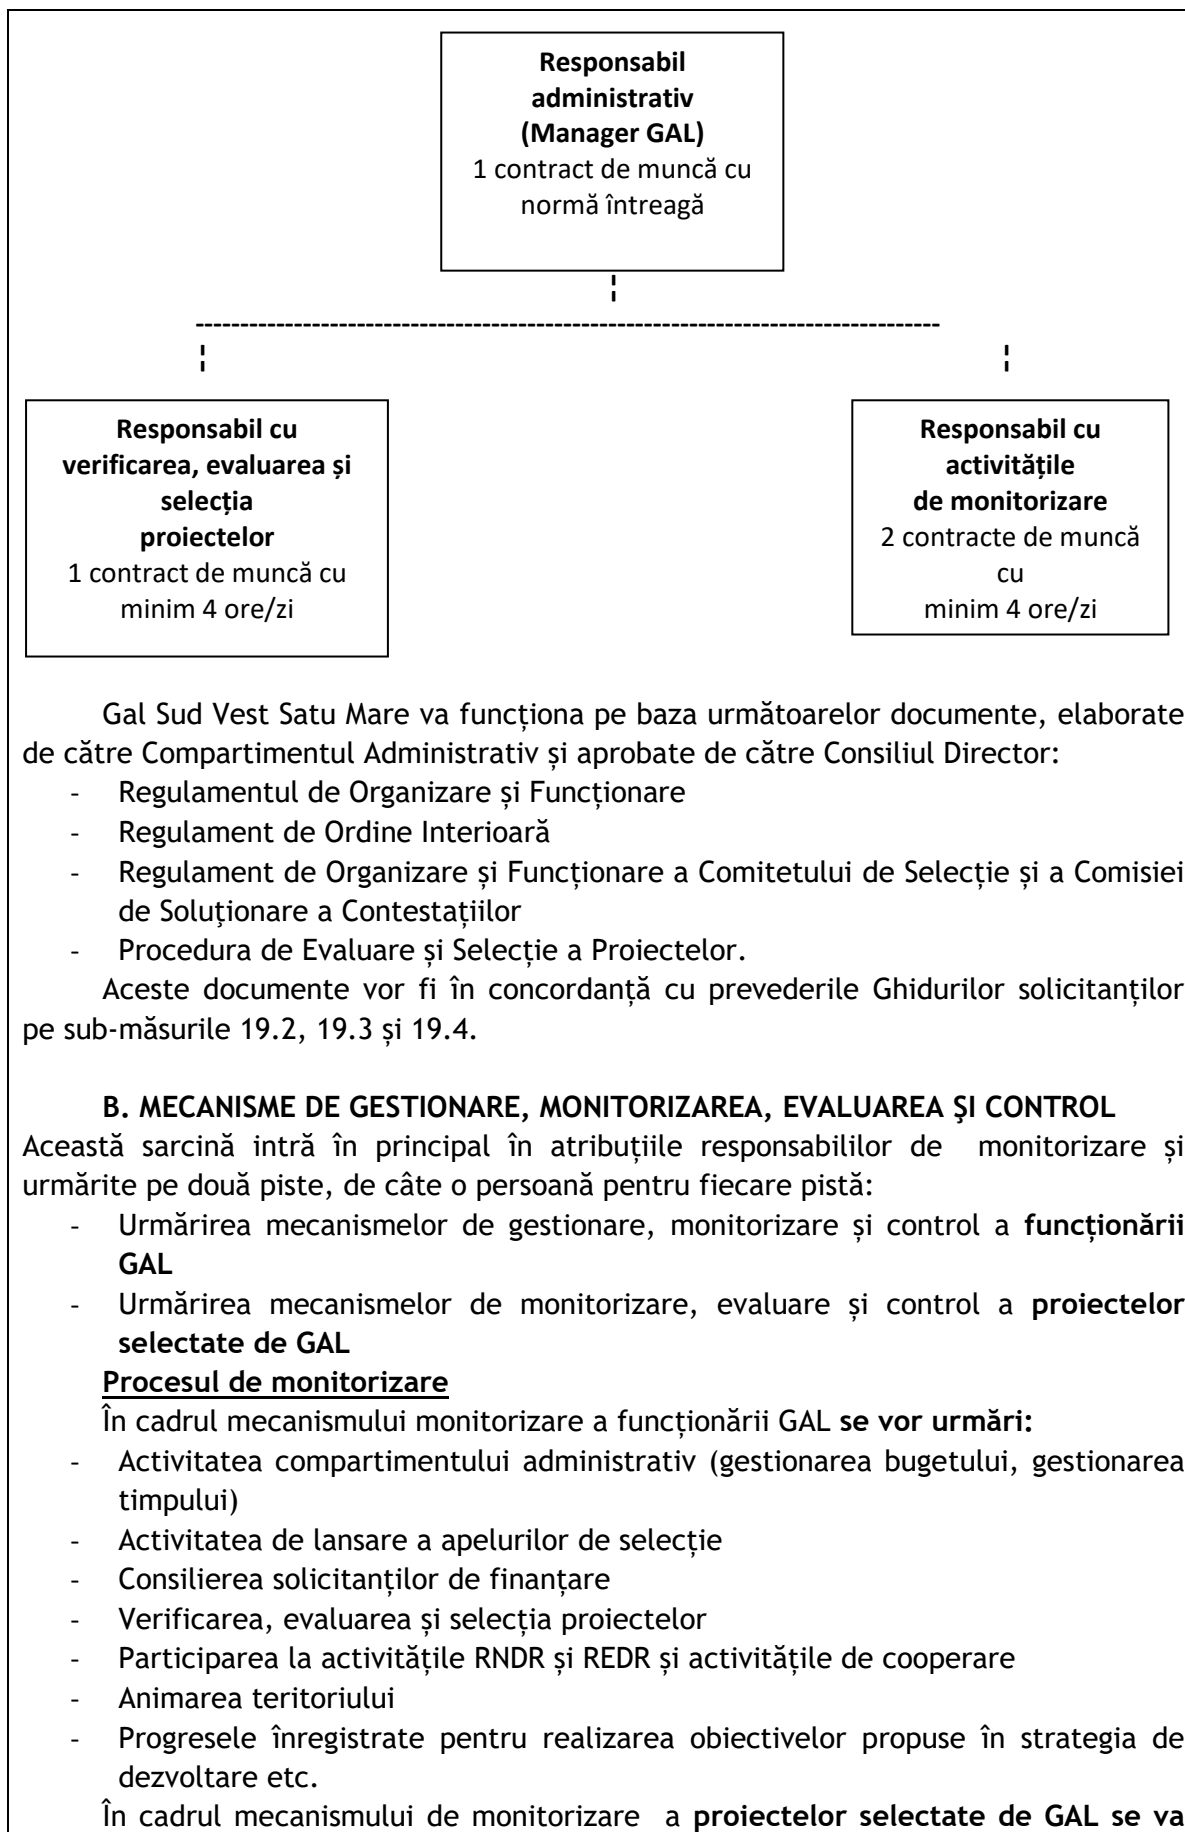 Responsabil
administrativ
(Manager GAL)
1 contract de muncă cu
normă întreagă
Responsabil cu
verificarea, evaluarea și
selecția
proiectelor
1 contract de muncă cu
minim 4 ore/zi
Responsabil cu
activitățile
de monitorizare
2 contracte de muncă
cu
minim 4 ore/zi
Gal Sud Vest Satu Mare va funcționa pe baza următoarelor documente, elaborate
de către Compartimentul Administrativ și aprobate de către Consiliul Director:
- Regulamentul de Organizare și Funcționare
- Regulament de Ordine Interioară
- Regulament de Organizare și Funcționare a Comitetului de Selecție și a Comisiei
de Soluţionare a Contestațiilor
- Procedura de Evaluare și Selecție a Proiectelor.
Aceste documente vor fi în concordanță cu prevederile Ghidurilor solicitanților
pe sub-măsurile 19.2, 19.3 și 19.4.
B. MECANISME DE GESTIONARE, MONITORIZAREA, EVALUAREA ŞI CONTROL
Această sarcină intră în principal în atribuțiile responsabililor de monitorizare și
urmărite pe două piste, de câte o persoană pentru fiecare pistă:
- Urmărirea mecanismelor de gestionare, monitorizare și control a funcționării
GAL
- Urmărirea mecanismelor de monitorizare, evaluare și control a proiectelor
selectate de GAL
Procesul de monitorizare
În cadrul mecanismului monitorizare a funcționării GAL se vor urmări:
- Activitatea compartimentului administrativ (gestionarea bugetului, gestionarea
timpului)
- Activitatea de lansare a apelurilor de selecție
- Consilierea solicitanților de finanțare
- Verificarea, evaluarea și selecția proiectelor
- Participarea la activitățile RNDR și REDR și activitățile de cooperare
- Animarea teritoriului
- Progresele înregistrate pentru realizarea obiectivelor propuse în strategia de
dezvoltare etc.
În cadrul mecanismului de monitorizare a proiectelor selectate de GAL se va